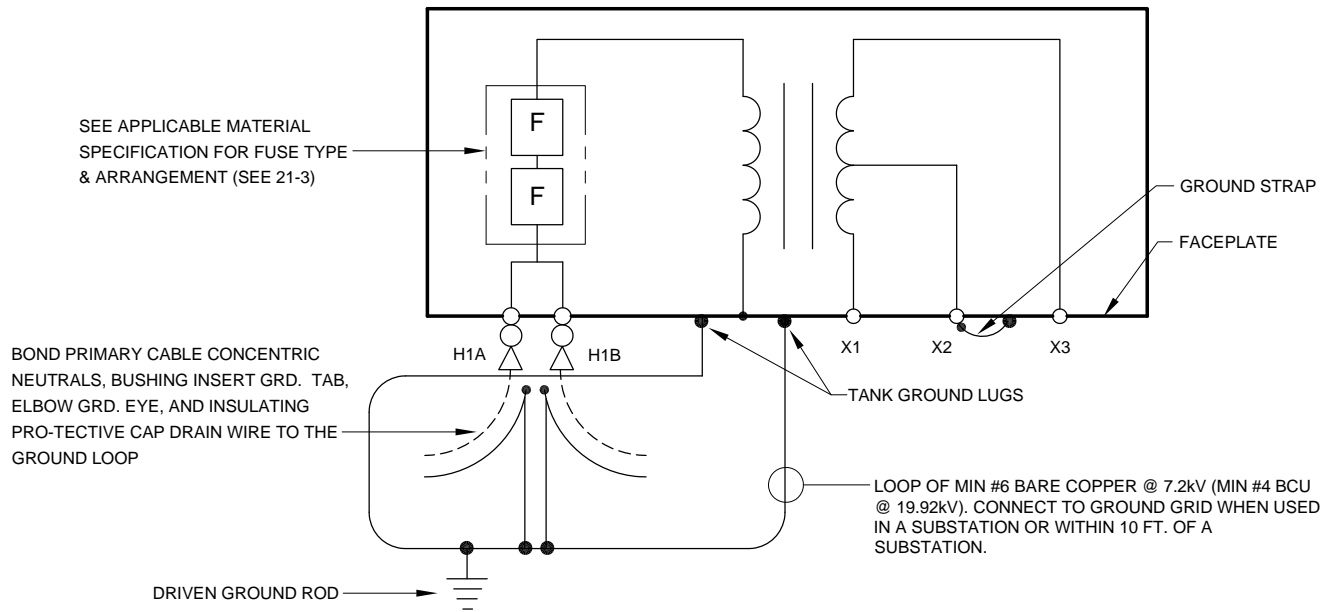 SEE APPLICABLE MATERIAL
SPECIFICATION FOR FUSE TYPE
& ARRANGEMENT (SEE 21-3)
F
F
GROUND STRAP
FACEPLATE
BOND PRIMARY CABLE CONCENTRIC
NEUTRALS, BUSHING INSERT GRD. TAB,
ELBOW GRD. EYE, AND INSULATING
PRO-TECTIVE CAP DRAIN WIRE TO THE
GROUND LOOP
H1A
H1B
X1
X2
X3
TANK GROUND LUGS
LOOP OF MIN #6 BARE COPPER @ 7.2kV (MIN #4 BCU
@ 19.92kV). CONNECT TO GROUND GRID WHEN USED
IN A SUBSTATION OR WITHIN 10 FT. OF A
SUBSTATION.
DRIVEN GROUND ROD